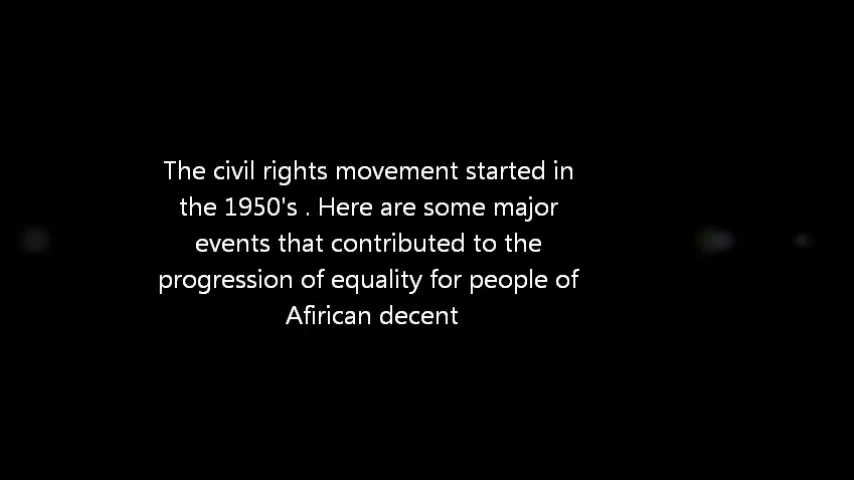 The civil rights movement started in
the 1950's . Here are some major
events that contributed to the
progression of equality for people of
Afirican decent